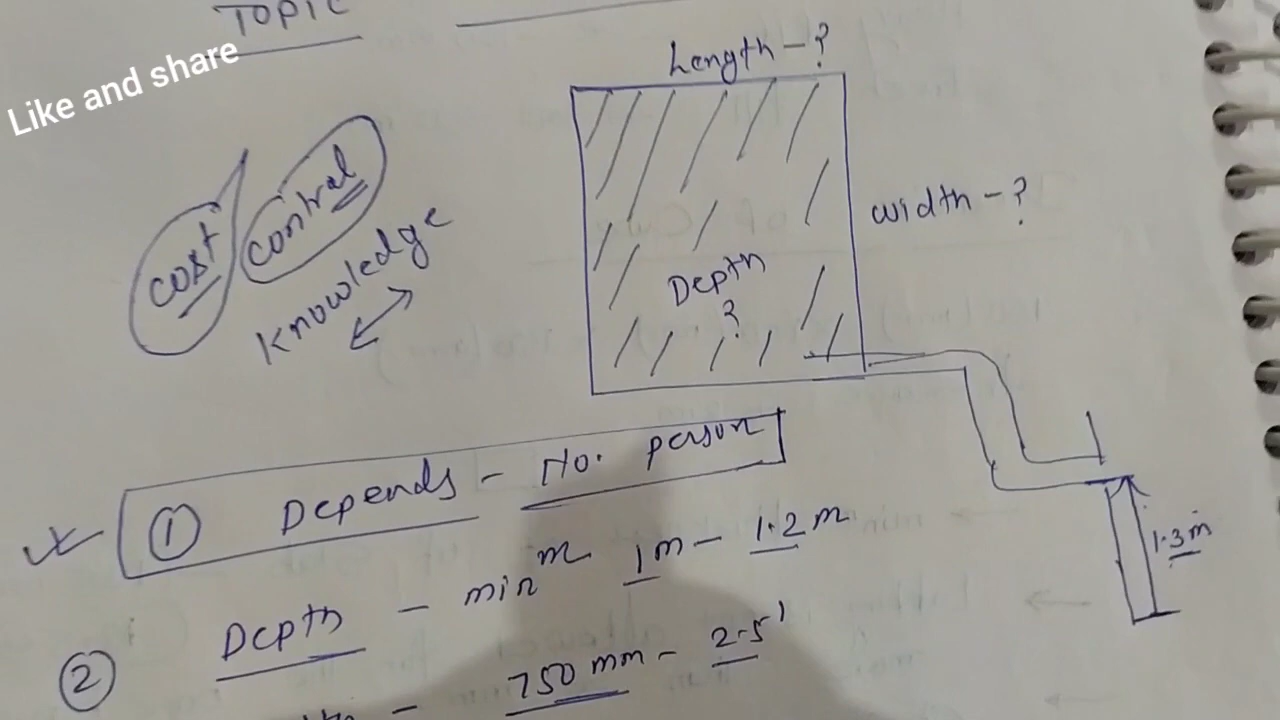 TOPIC
Like and share
Length - ?
cost control
Knowledge
width - ?
Depth
?
① Depends - No. person
1.3m
② Depth - minᵐ 1m - 1.2m
750 mm - 2.5'